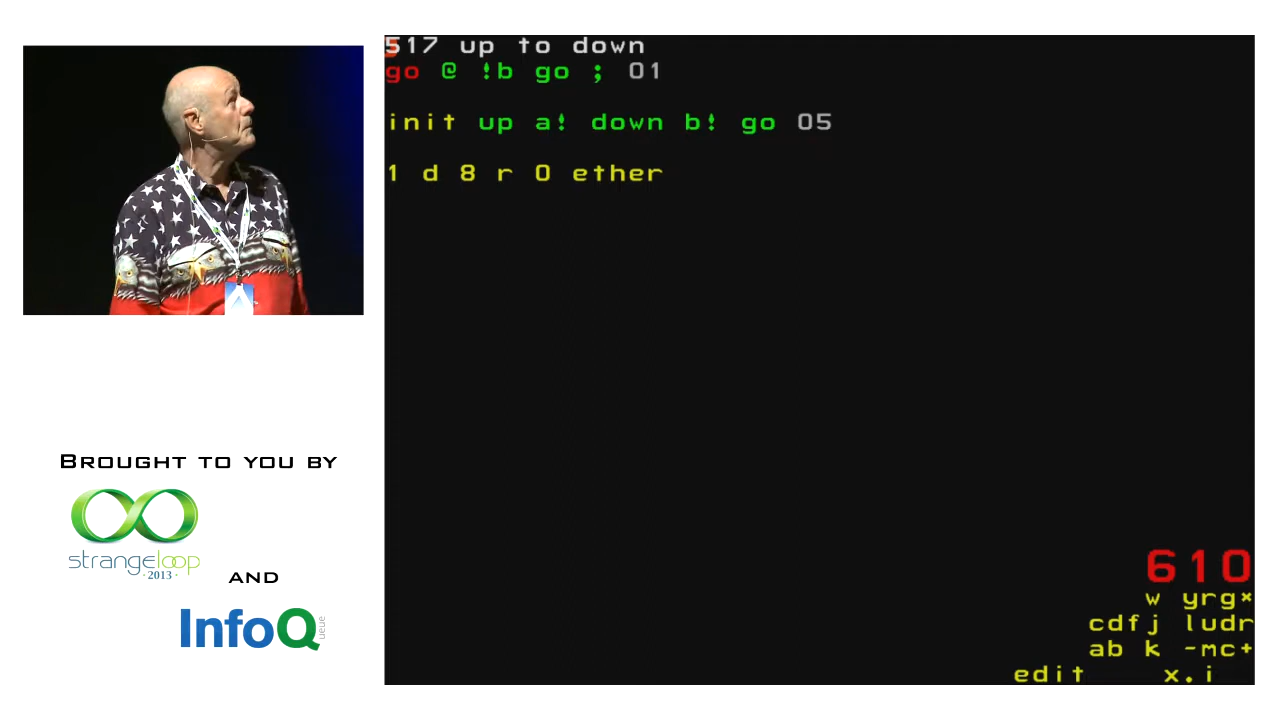 517 up to down
go @ !b go ; 01
init up a! down b! go 05
1 d 8 r 0 ether
BROUGHT TO YOU BY
strangeloop
·2013·
AND
InfoQ
ueue
610
w yrg*
cdfj ludr
ab k -mc+
edit x.i